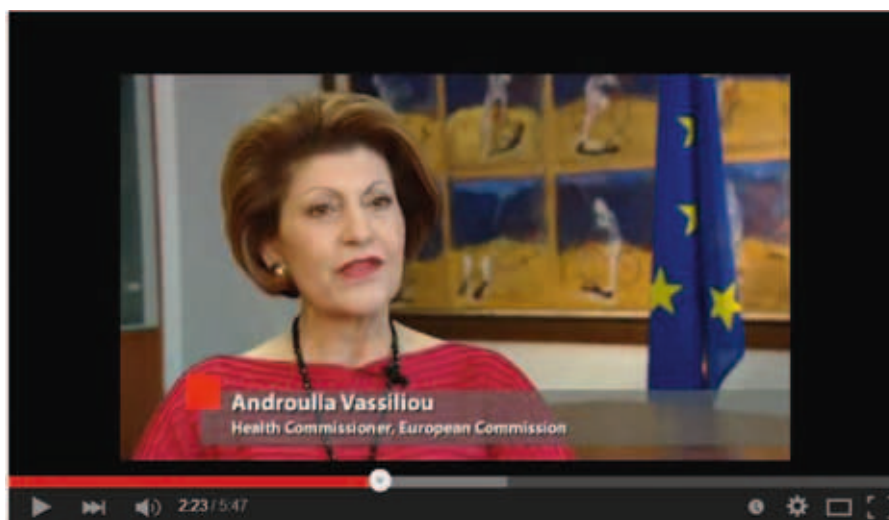 Androulla Vassiliou
Health Commissioner, European Commission
2:23 / 5:47